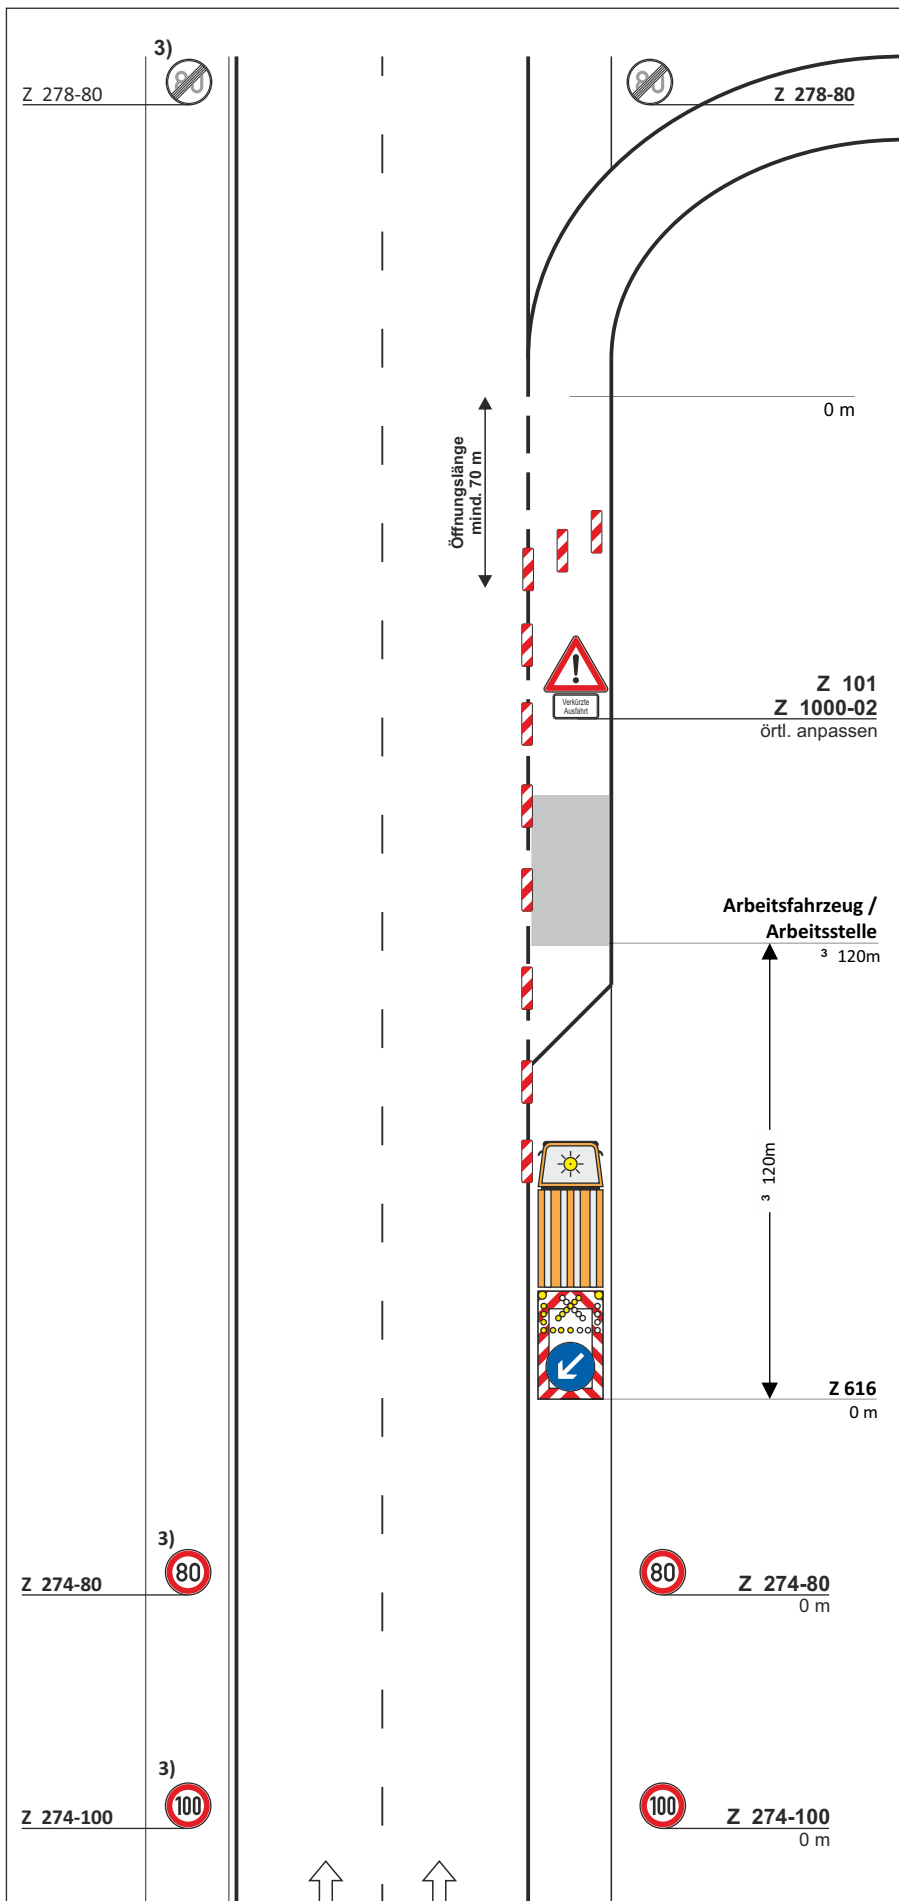 3)
Z 278-80
80
80
Z 278-80
0 m
Öffnungslänge
mind. 70 m
Verkürzte
Ausfahrt
Z 101
Z 1000-02
örtl. anpassen
Arbeitsfahrzeug /
Arbeitsstelle
³ 120m
³ 120m
Z 616
0 m
3)
80
Z 274-80
80
Z 274-80
0 m
3)
100
Z 274-100
100
Z 274-100
0 m